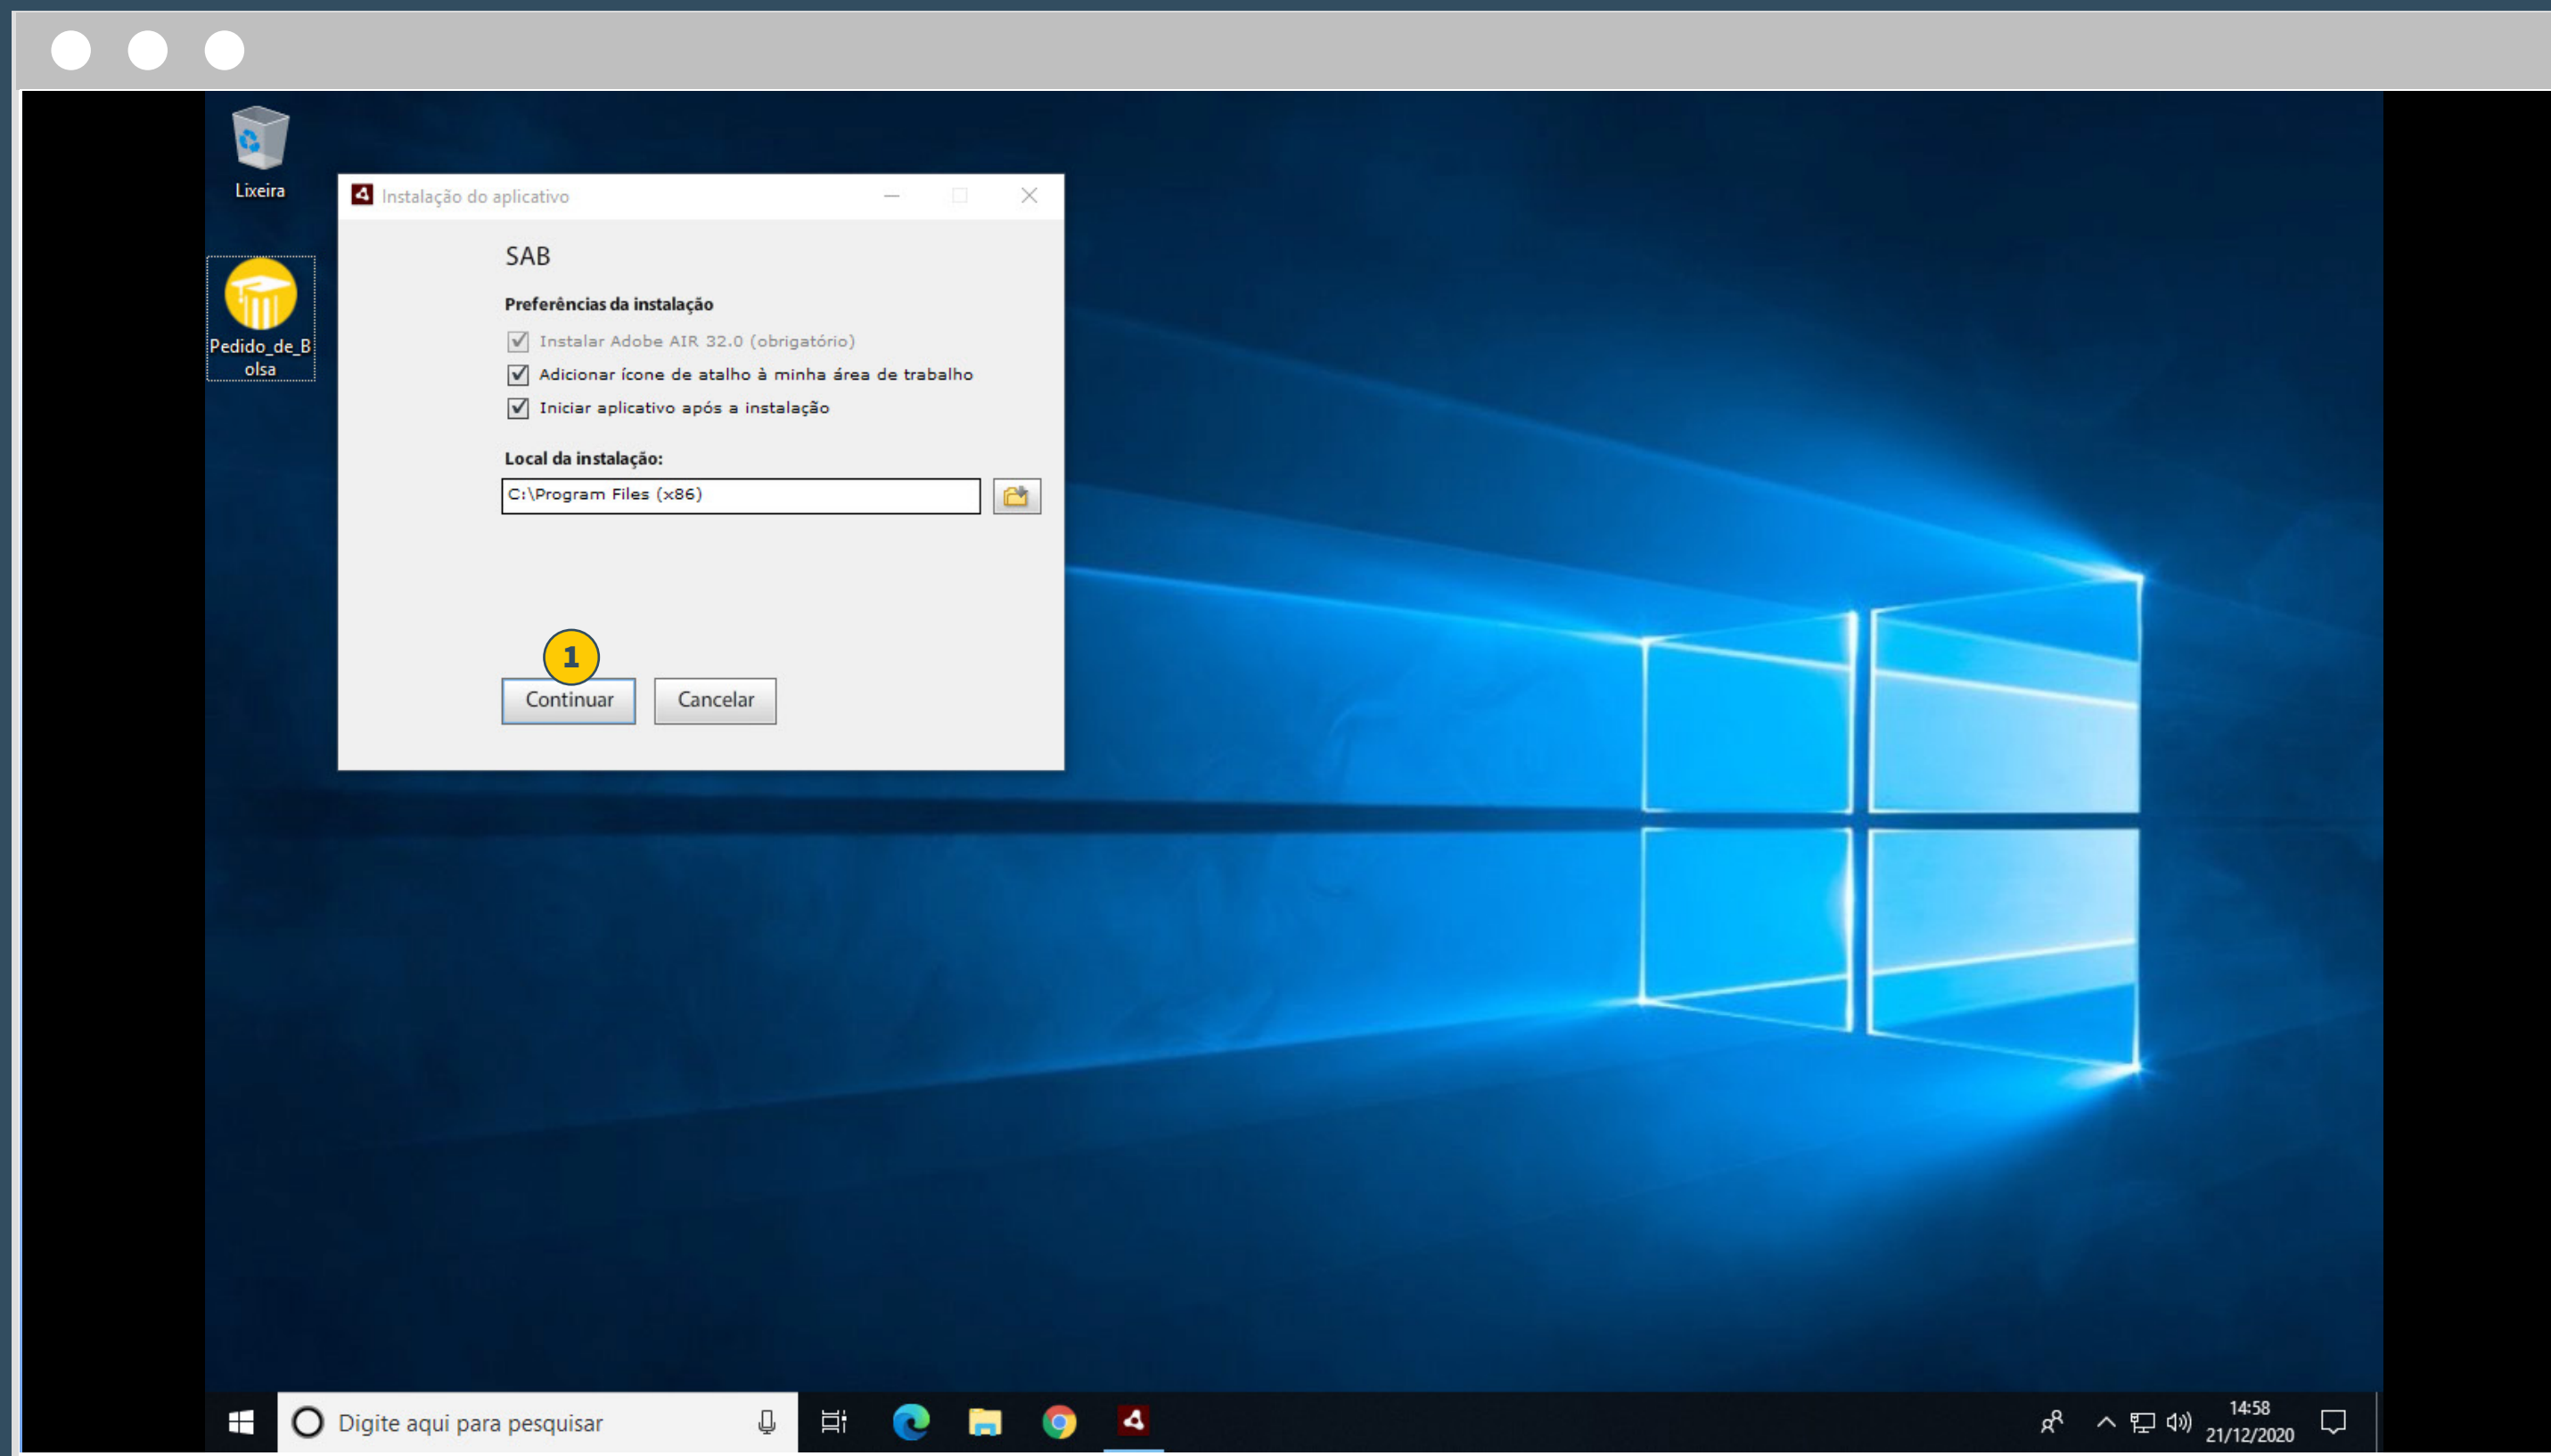 Lixeira
Pedido_de_B
olsa
Instalação do aplicativo
SAB
Preferências da instalação
Instalar Adobe AIR 32.0 (obrigatório)
Adicionar ícone de atalho à minha área de trabalho
Iniciar aplicativo após a instalação
Local da instalação:
C:\Program Files (x86)
1
Continuar Cancelar
Digite aqui para pesquisar
14:58
21/12/2020